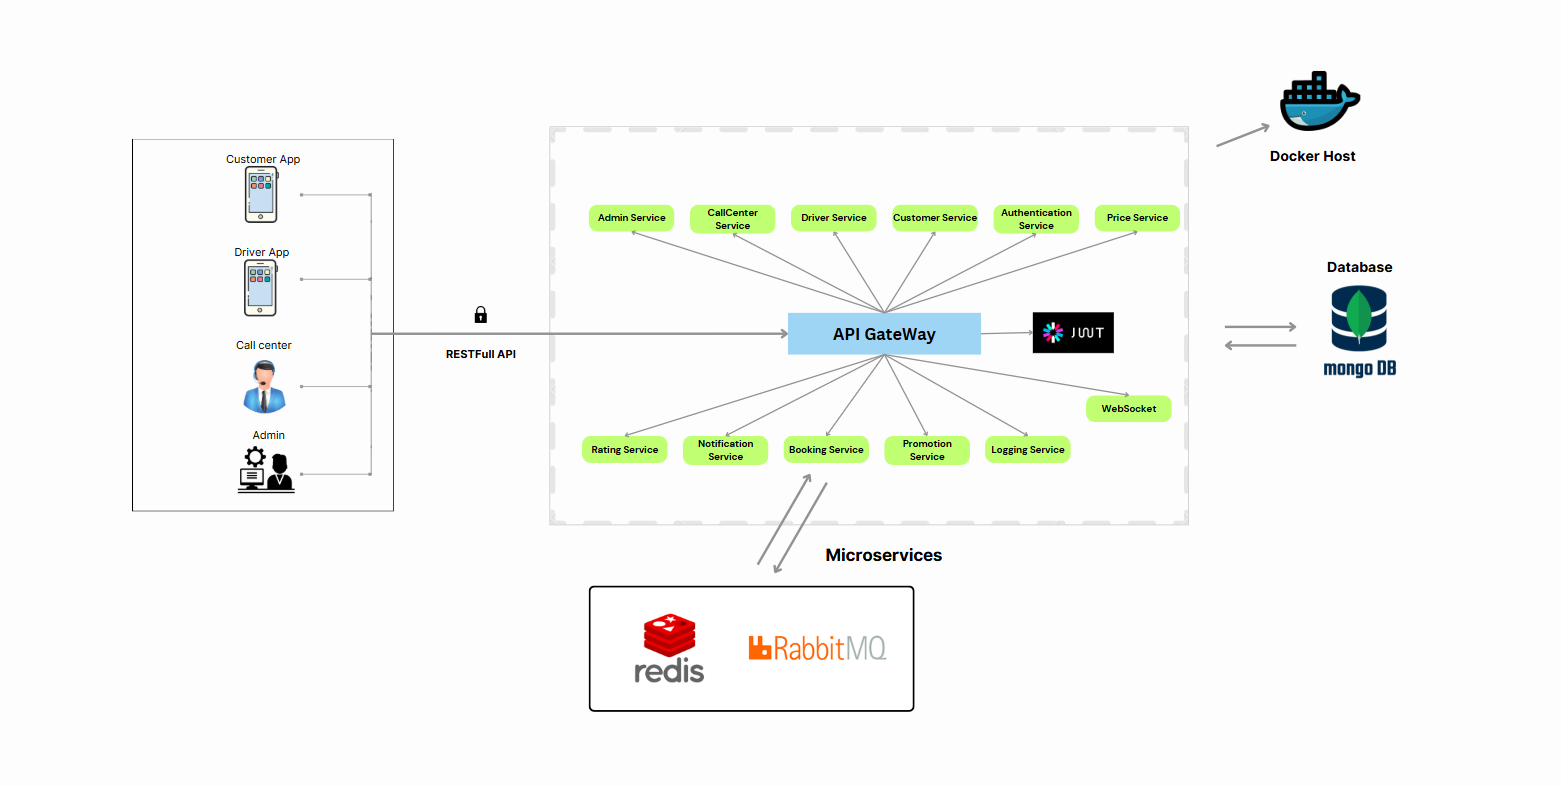 Customer App
Driver App
Call center
Admin
RESTFull API
Admin Service
CallCenter
Service
Driver Service
Customer Service
Authentication
Service
Price Service
API GateWay
JWT
WebSocket
Rating Service
Notification
Service
Booking Service
Promotion
Service
Logging Service
Microservices
redis
RabbitMQ
Docker Host
Database
mongo DB